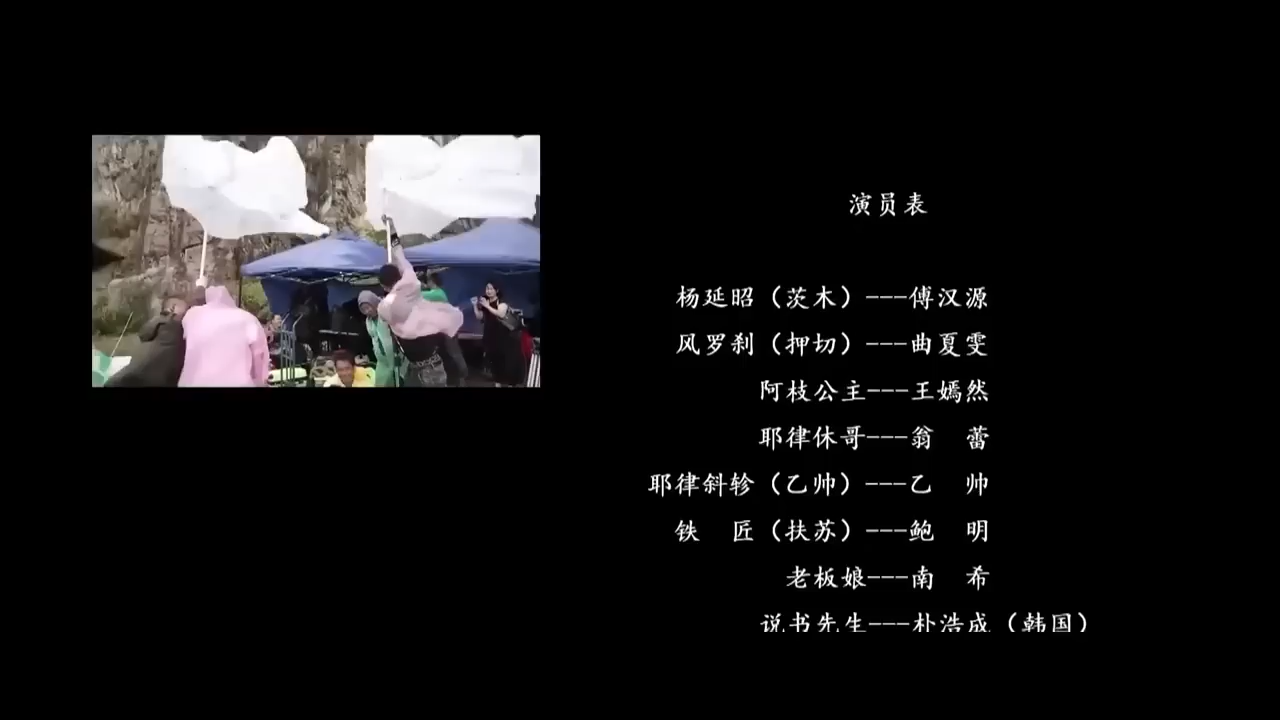 演员表
杨延昭（茨木）---傅汉源
风罗刹（押切）---曲夏雯
阿枝公主---王嫣然
耶律休哥---翁　蕾
耶律斜轸（乙帅）---乙　帅
铁　匠（扶苏）---鲍　明
老板娘---南　希
说书先生---朴浩成（韩国）